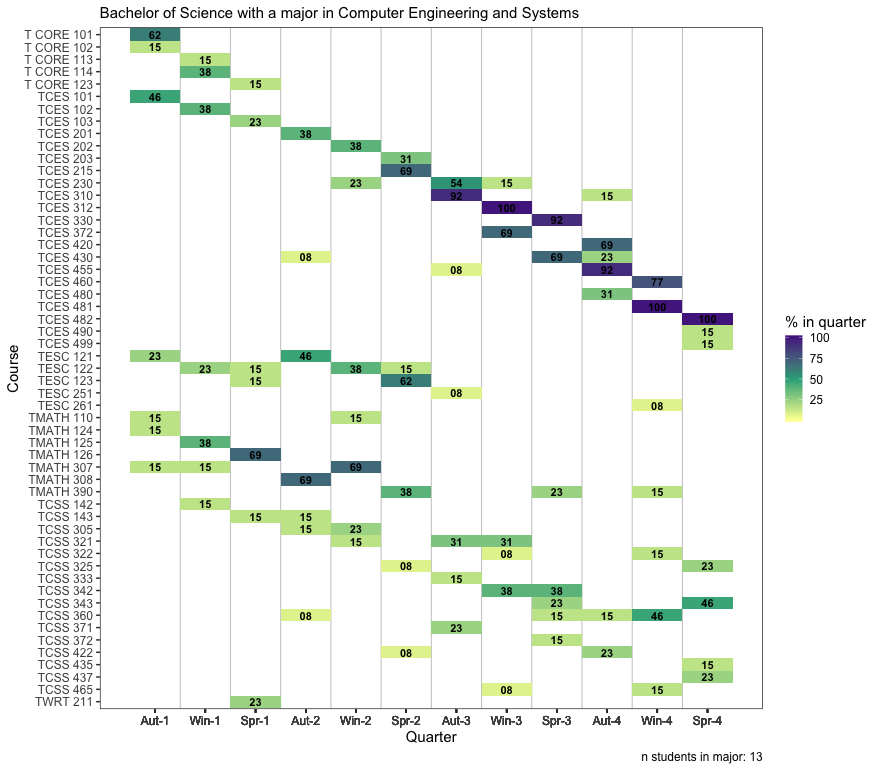 Bachelor of Science with a major in Computer Engineering and Systems
T CORE 101 62
T CORE 102 15
T CORE 113 15
T CORE 114 38
T CORE 123 15
TCES 101 46
TCES 102 38
TCES 103 23
TCES 201 38
TCES 202 38
TCES 203 31
TCES 215 69
TCES 230 23 54 15
TCES 310 92 15
TCES 312 100
TCES 330 92
TCES 372 69
TCES 420 69
TCES 430 08 69 23
TCES 455 08 92
TCES 460 77
TCES 480 31
TCES 481 100
TCES 482 100
TCES 490 15
TCES 499 15
TESC 121 23 46
TESC 122 23 15 38 15
TESC 123 15 62
TESC 251 08
TESC 261 08
TMATH 110 15 15
TMATH 124 15
TMATH 125 38
TMATH 126 69
TMATH 307 15 15 69
TMATH 308 69
TMATH 390 38 23 15
TCSS 142 15
TCSS 143 15 15
TCSS 305 15 23
TCSS 321 15 31 31
TCSS 322 08 15
TCSS 325 08 23
TCSS 333 15
TCSS 342 38 38
TCSS 343 23 46
TCSS 360 08 15 15 46
TCSS 371 23
TCSS 372 15
TCSS 422 08 23
TCSS 435 15
TCSS 437 23
TCSS 465 08 15
TWRT 211 23
Aut-1 Win-1 Spr-1 Aut-2 Win-2 Spr-2 Aut-3 Win-3 Spr-3 Aut-4 Win-4 Spr-4
Quarter
Course
% in quarter
100
75
50
25
n students in major: 13